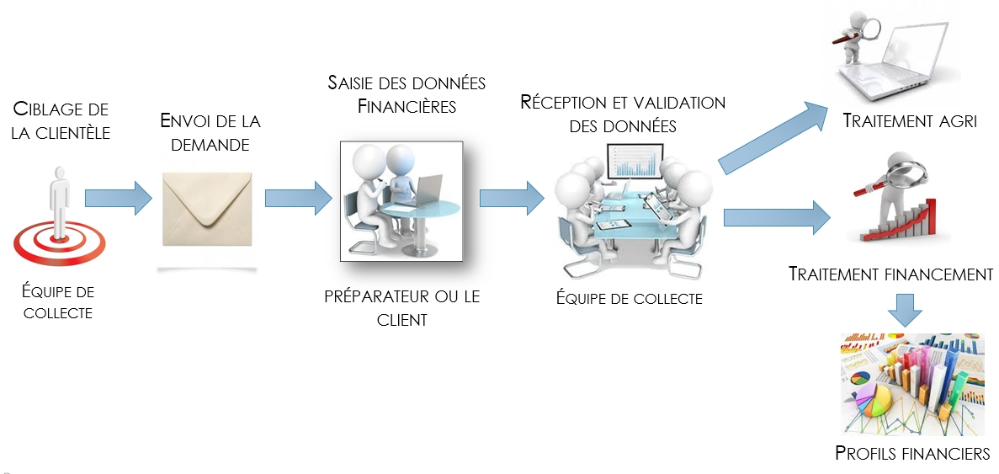 CIBLAGE DE
LA CLIENTÈLE
ÉQUIPE DE
COLLECTE
ENVOI DE LA
DEMANDE
SAISIE DES DONNÉES
FINANCIÈRES
PRÉPARATEUR OU LE
CLIENT
RÉCEPTION ET VALIDATION
DES DONNÉES
ÉQUIPE DE COLLECTE
TRAITEMENT AGRI
TRAITEMENT FINANCEMENT
PROFILS FINANCIERS